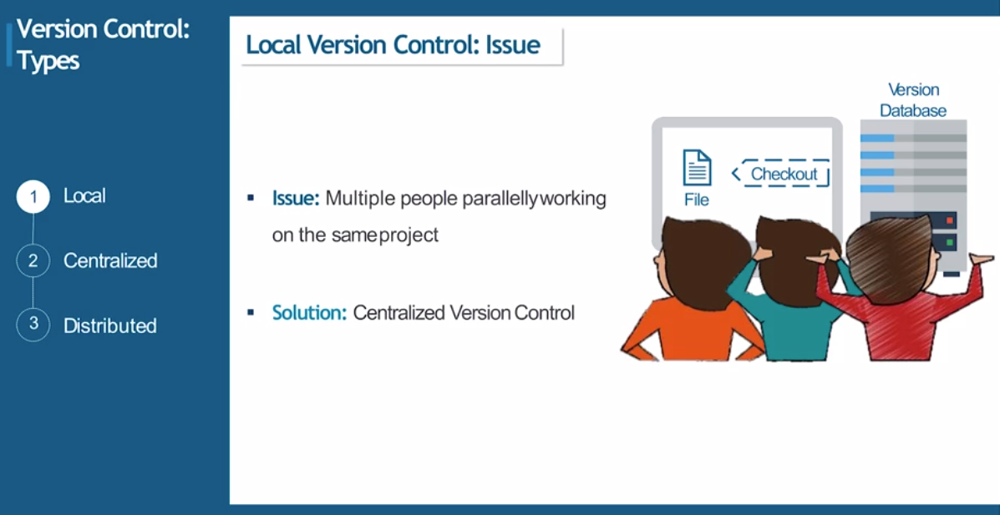 Version Control:
Types
1 Local
2 Centralized
3 Distributed
Local Version Control: Issue
▪ Issue: Multiple people parallellyworking
on the sameproject
▪ Solution: Centralized Version Control
Version
Database
Checkout
File